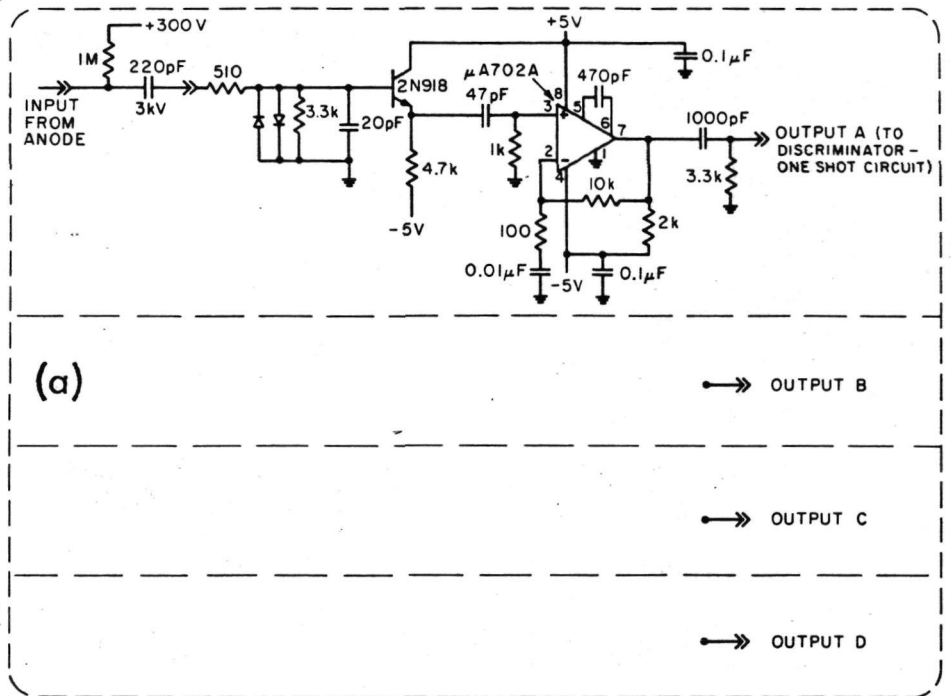 +300V
+5V
1M
220pF
510
0.1μF
μA702A
470pF
2N918
47pF
8
3
5
6
7
1000pF
INPUT
FROM
ANODE
3kV
3.3k
20pF
+
OUTPUT A (TO
DISCRIMINATOR-
ONE SHOT CIRCUIT)
1k
2
-
1
4
4.7k
10k
3.3k
2k
-5V
100
0.01μF
-5V
0.1μF
(a)
OUTPUT B
OUTPUT C
OUTPUT D